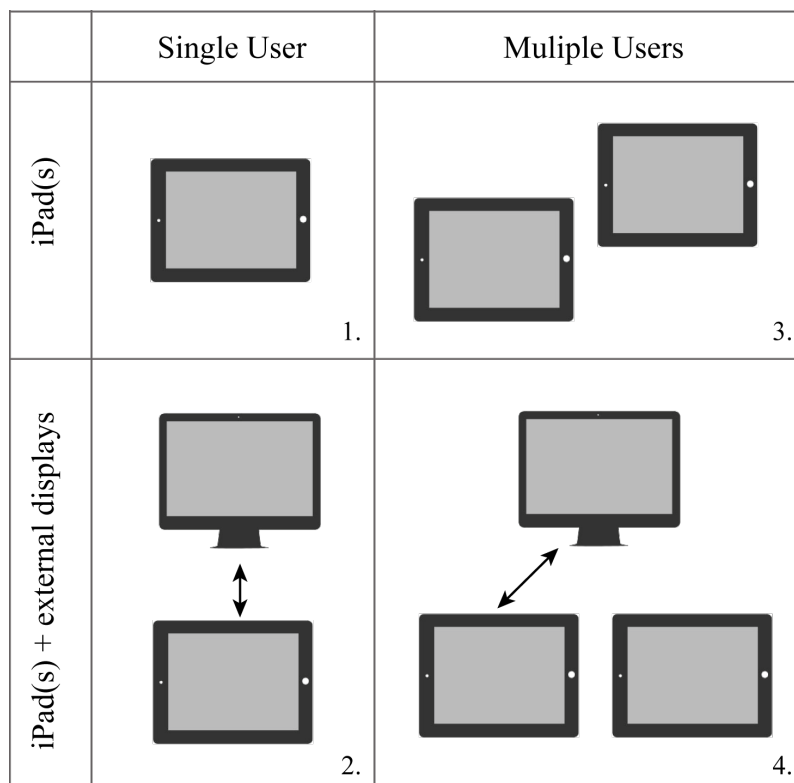 Single User
Muliple Users
iPad(s)
1.
3.
iPad(s) + external displays
2.
4.